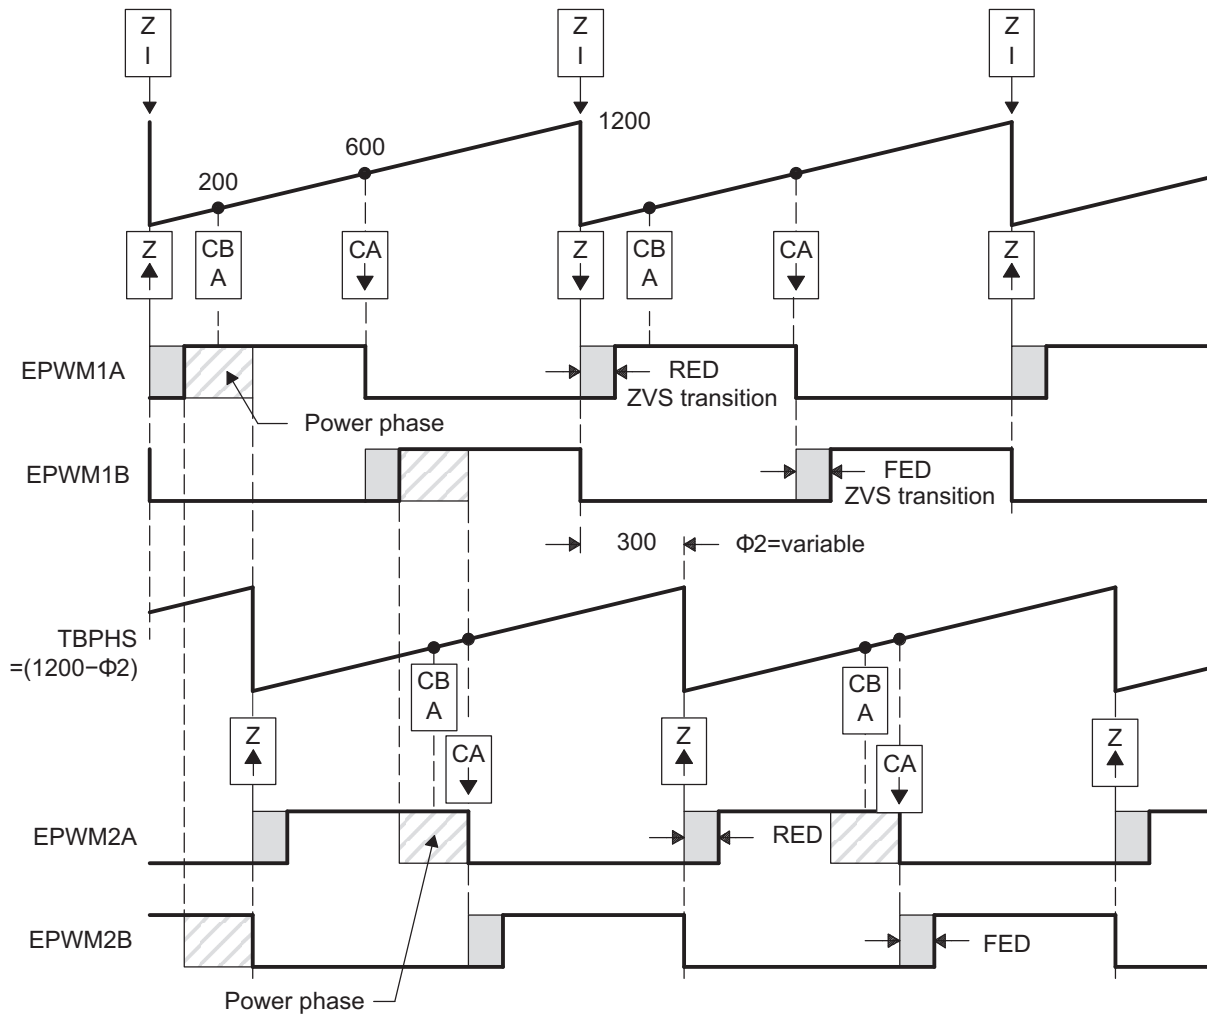 Z
I
Z
I
Z
I
1200
600
200
Z
CB
A
CA
Z
CB
A
CA
Z
EPWM1A
RED
ZVS transition
Power phase
EPWM1B
FED
ZVS transition
300
Φ2=variable
TBPHS
=(1200−Φ2)
CB
A
CB
A
Z
CA
Z
CA
Z
EPWM2A
RED
EPWM2B
FED
Power phase